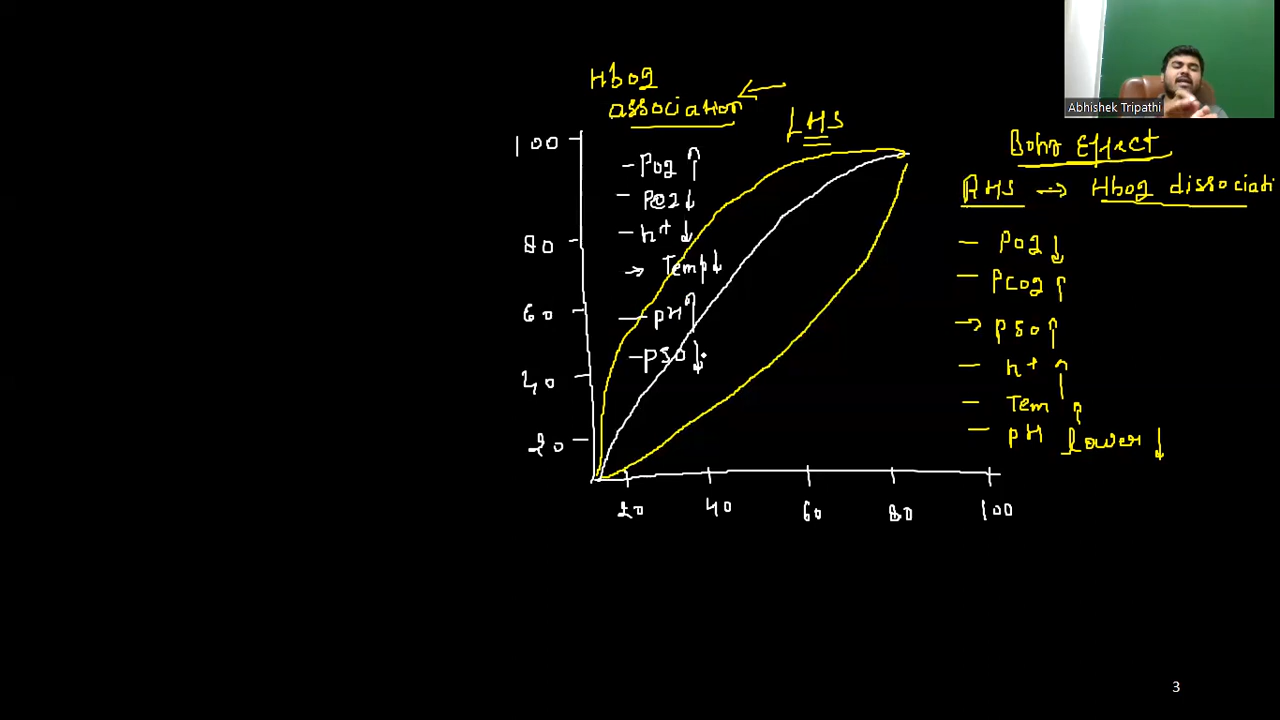 Abhishek Tripathi
HbO2
association
LHS
Bohr Effect
RHS ↔ HbO2 dissociati
100
80
60
40
20
- PO2 ↑
- PCO2 ↓
- H+ ↓
→ Temp ↓
- pH ↑
- p50 ↓
- PO2 ↓
- PCO2 ↑
→ P50 ↑
- H+ ↑
- Tem ↑
- pH Lower ↓
20 40 60 80 100
3